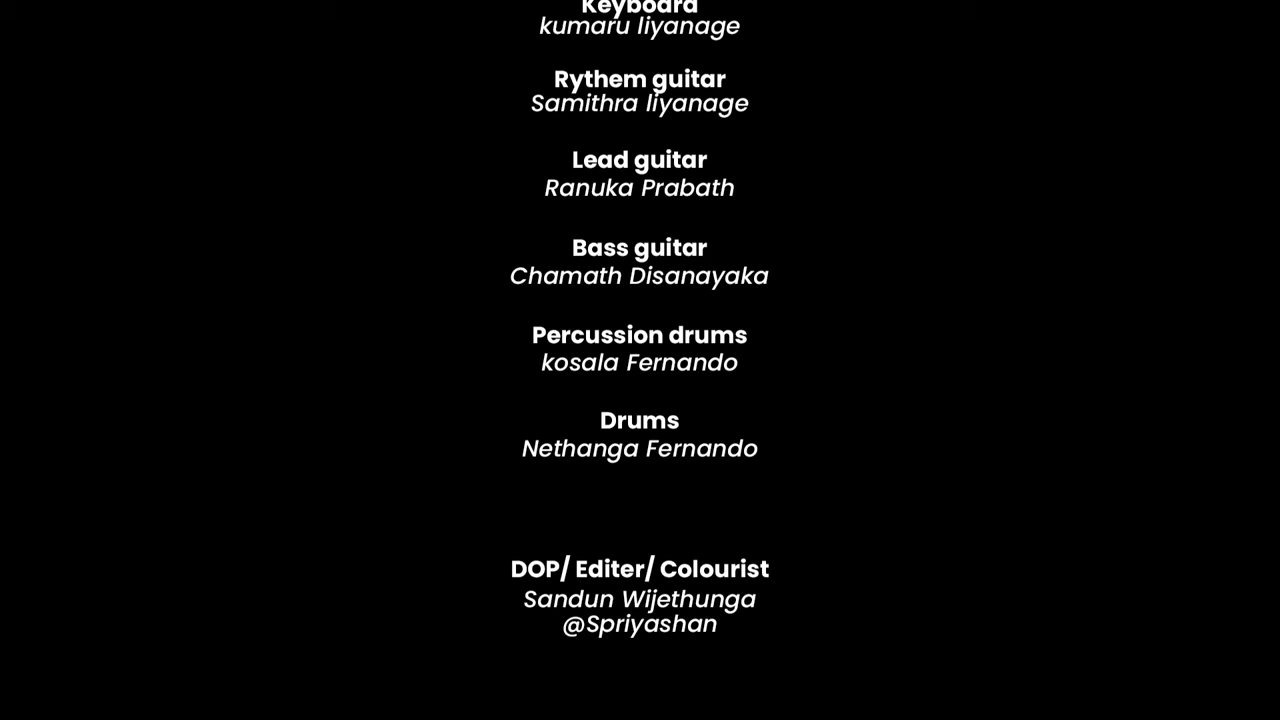 Keyboard
kumaru liyanage
Rythem guitar
Samithra liyanage
Lead guitar
Ranuka Prabath
Bass guitar
Chamath Disanayaka
Percussion drums
kosala Fernando
Drums
Nethanga Fernando
DOP/ Editer/ Colourist
Sandun Wijethunga
@Spriyashan